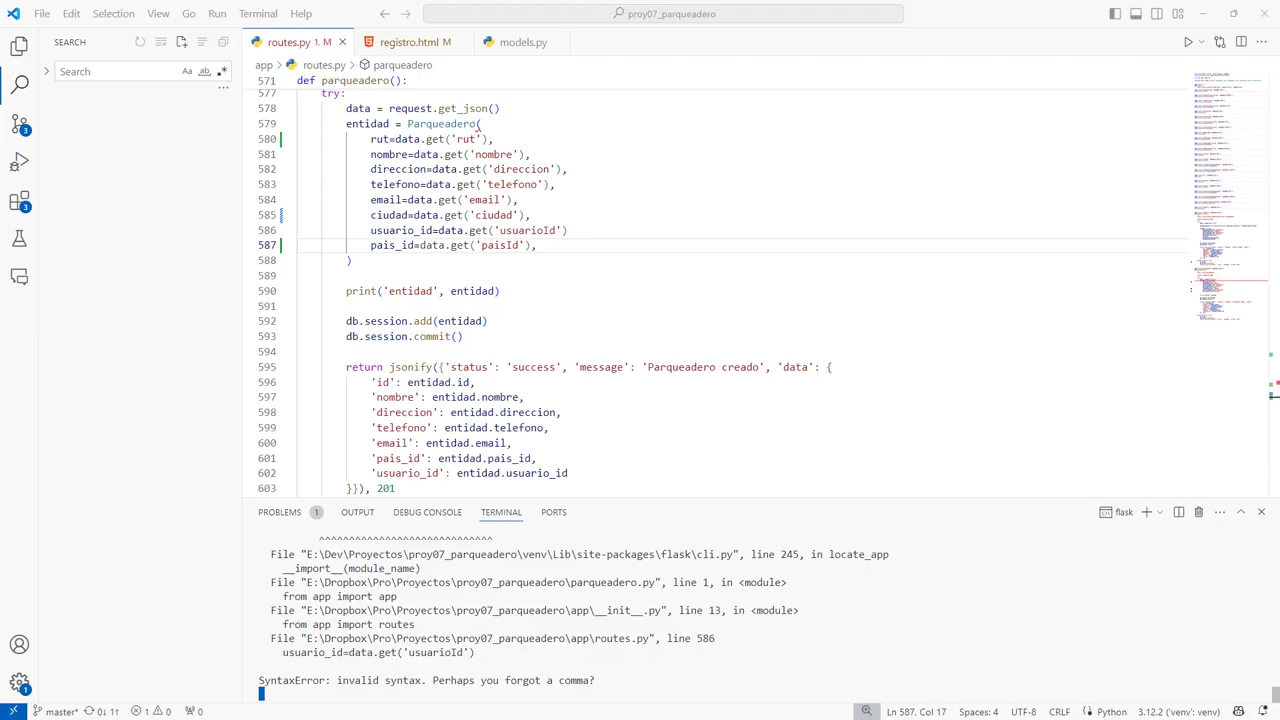 File Edit Selection View Go Run Terminal Help
proy07_parqueadero
SEARCH
routes.py 1, M
registro.html M
models.py
Search
Aa
ab
app > routes.py > parqueadero
571 def parqueadero():
577 try:
578 data = request.get_json()
579 entidad = Parqueadero(
580 rut=data.get('rut')
581 nombre=data.get('nombre'),
582 direccion=data.get('direccion'),
583 telefono=data.get('telefono'),
584 email=data.get('email'),
585 ciudad=data.get('ciudad'),
586 usuario_id=data.get('usuarioId')
587 pais_id=data.get('paisId'),
588 )
589
590
591
592
593 db.session.commit()
594
595 return jsonify({'status': 'success', 'message': 'Parqueadero creado', 'data': {
596 'id': entidad.id,
597 'nombre': entidad.nombre,
598 'direccion': entidad.direccion,
599 'telefono': entidad.telefono,
600 'email': entidad.email,
601 'pais_id': entidad.pais_id,
602 'usuario_id': entidad.usuario_id
603 }}), 201
PROBLEMS 1 OUTPUT DEBUG CONSOLE TERMINAL PORTS
flask
^^^^^^^^^^^^^^^^^^^^^^^^^^^^
File "E:\Dev\Proyectos\proy07_parqueadero\venv\Lib\site-packages\flask\cli.py", line 245, in locate_app
__import__(module_name)
File "E:\Dropbox\Pro\Proyectos\proy07_parqueadero\parqueadero.py", line 1, in <module>
from app import app
File "E:\Dropbox\Pro\Proyectos\proy07_parqueadero\app\__init__.py", line 13, in <module>
from app import routes
File "E:\Dropbox\Pro\Proyectos\proy07_parqueadero\app\routes.py", line 586
usuario_id=data.get('usuarioId')
SyntaxError: invalid syntax. Perhaps you forgot a comma?
master* 0↓ 1↑ 1 0 0
Ln 587, Col 17 Spaces: 4 UTF-8 CRLF Python 3.12.2 ('venv': venv)